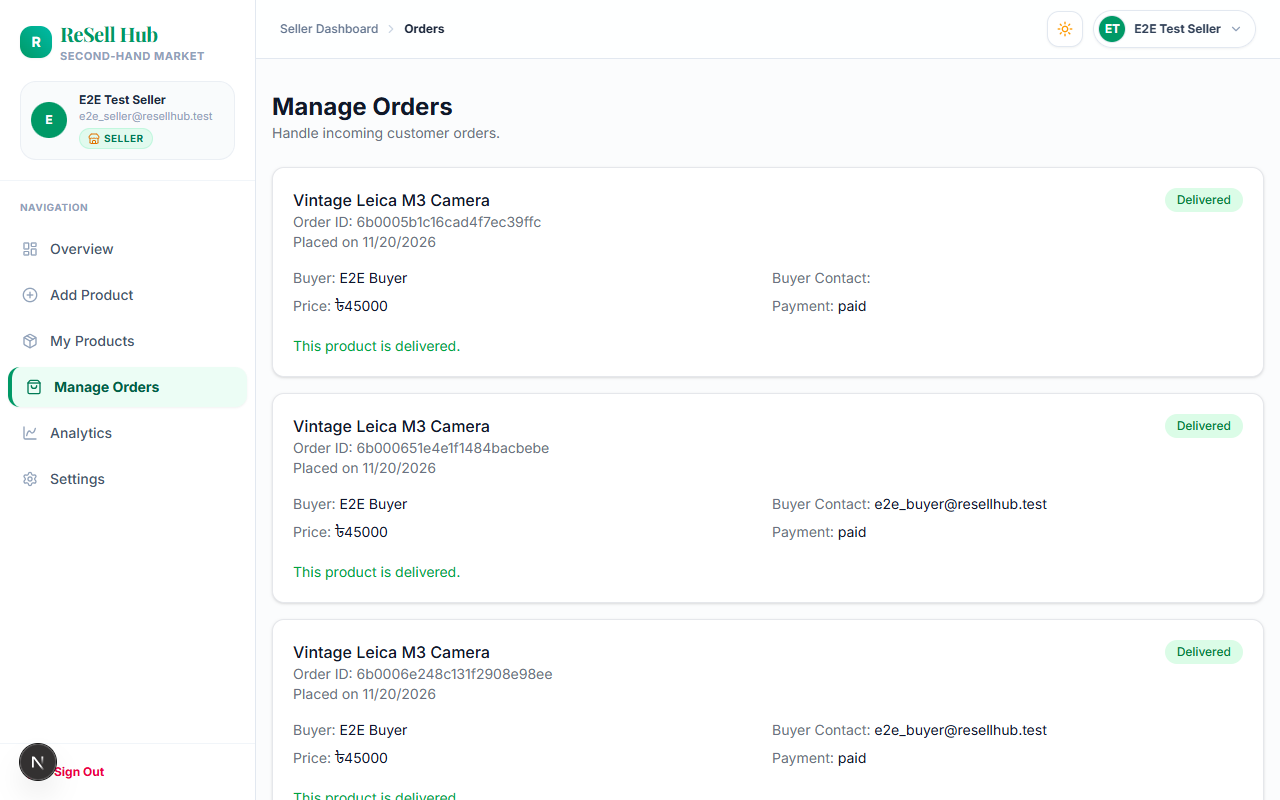 R
ReSell Hub
SECOND-HAND MARKET
E
E2E Test Seller
e2e_seller@resellhub.test
SELLER
NAVIGATION
Overview
Add Product
My Products
Manage Orders
Analytics
Settings
N
Sign Out
Seller Dashboard > Orders
ET
E2E Test Seller
Manage Orders
Handle incoming customer orders.
Vintage Leica M3 Camera
Delivered
Order ID: 6b0005b1c16cad4f7ec39ffc
Placed on 11/20/2026
Buyer: E2E Buyer
Buyer Contact:
Price: ৳45000
Payment: paid
This product is delivered.
Vintage Leica M3 Camera
Delivered
Order ID: 6b000651e4e1f1484bacbebe
Placed on 11/20/2026
Buyer: E2E Buyer
Buyer Contact: e2e_buyer@resellhub.test
Price: ৳45000
Payment: paid
This product is delivered.
Vintage Leica M3 Camera
Delivered
Order ID: 6b0006e248c131f2908e98ee
Placed on 11/20/2026
Buyer: E2E Buyer
Buyer Contact: e2e_buyer@resellhub.test
Price: ৳45000
Payment: paid
This product is delivered.